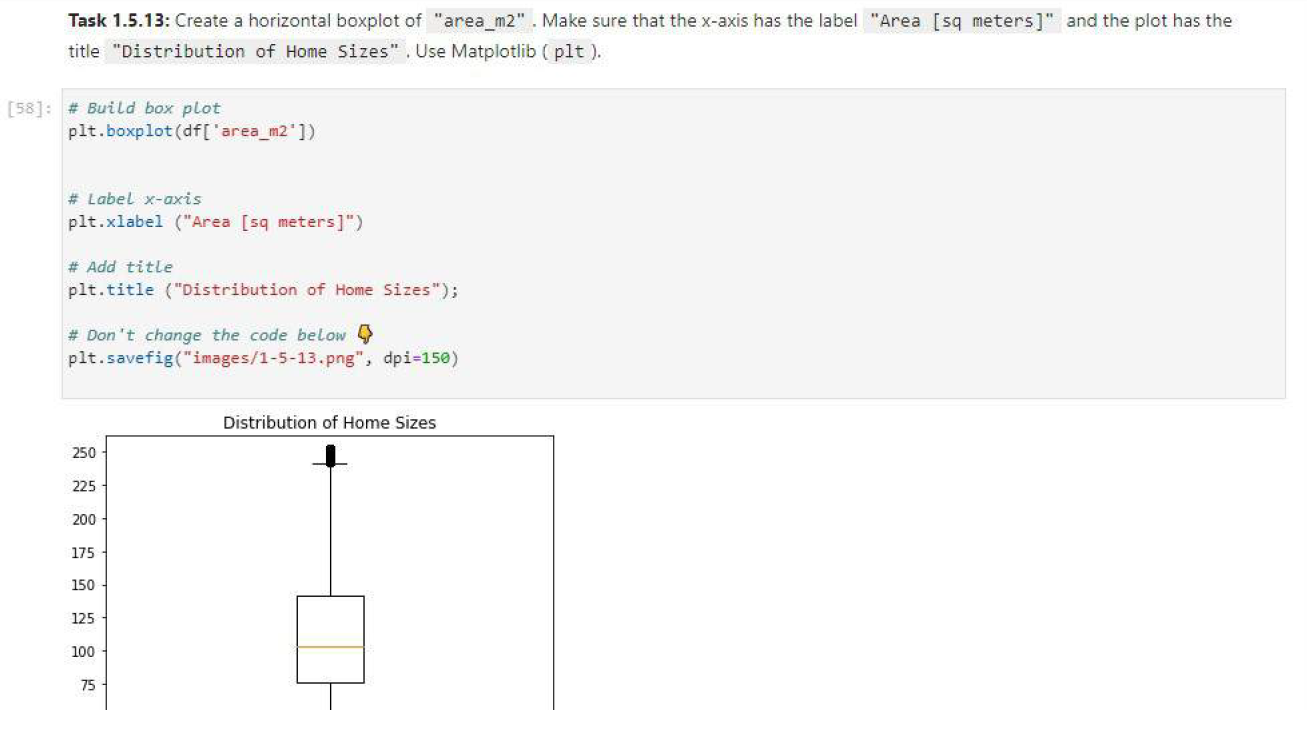 Task 1.5.13: Create a horizontal boxplot of "area_m2" . Make sure that the x-axis has the label "Area [sq meters]" and the plot has the
title "Distribution of Home Sizes" . Use Matplotlib ( plt ).
[58]: # Build box plot
plt.boxplot(df['area_m2'])
# Label x-axis
plt.xlabel ("Area [sq meters]")
# Add title
plt.title ("Distribution of Home Sizes");
# Don't change the code below 👇
plt.savefig("images/1-5-13.png", dpi=150)
Distribution of Home Sizes
250
225
200
175
150
125
100
75